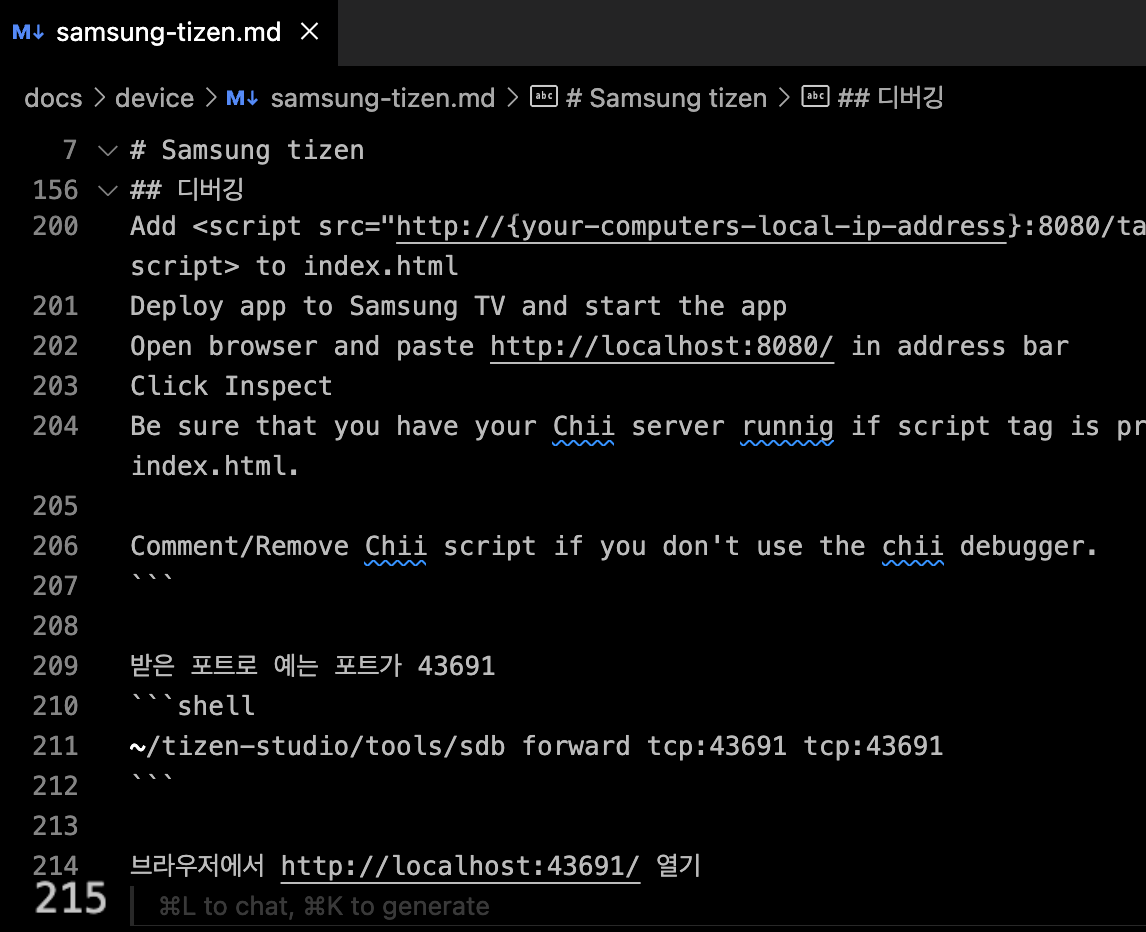 M↓ samsung-tizen.md ×
docs > device > M↓ samsung-tizen.md > abc # Samsung tizen > abc ## 디버깅
7 # Samsung tizen
156 ## 디버깅
200 Add <script src="http://{your-computers-local-ip-address}:8080/ta
script> to index.html
201 Deploy app to Samsung TV and start the app
202 Open browser and paste http://localhost:8080/ in address bar
203 Click Inspect
204 Be sure that you have your Chii server runnig if script tag is pr
index.html.
205
206 Comment/Remove Chii script if you don't use the chii debugger.
207 ```
208
209 받은 포트로 예는 포트가 43691
210 ```shell
211 ~/tizen-studio/tools/sdb forward tcp:43691 tcp:43691
212 ```
213
214 브라우저에서 http://localhost:43691/ 열기
215 ⌘L to chat, ⌘K to generate